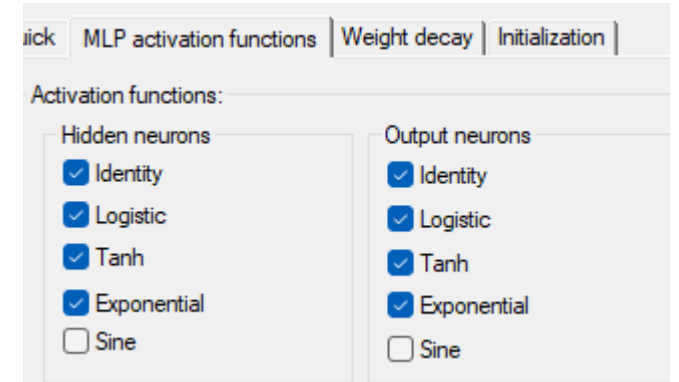 MLP activation functions Weight decay Initialization
Activation functions:
Hidden neurons Output neurons
Identity Identity
Logistic Logistic
Tanh Tanh
Exponential Exponential
Sine Sine